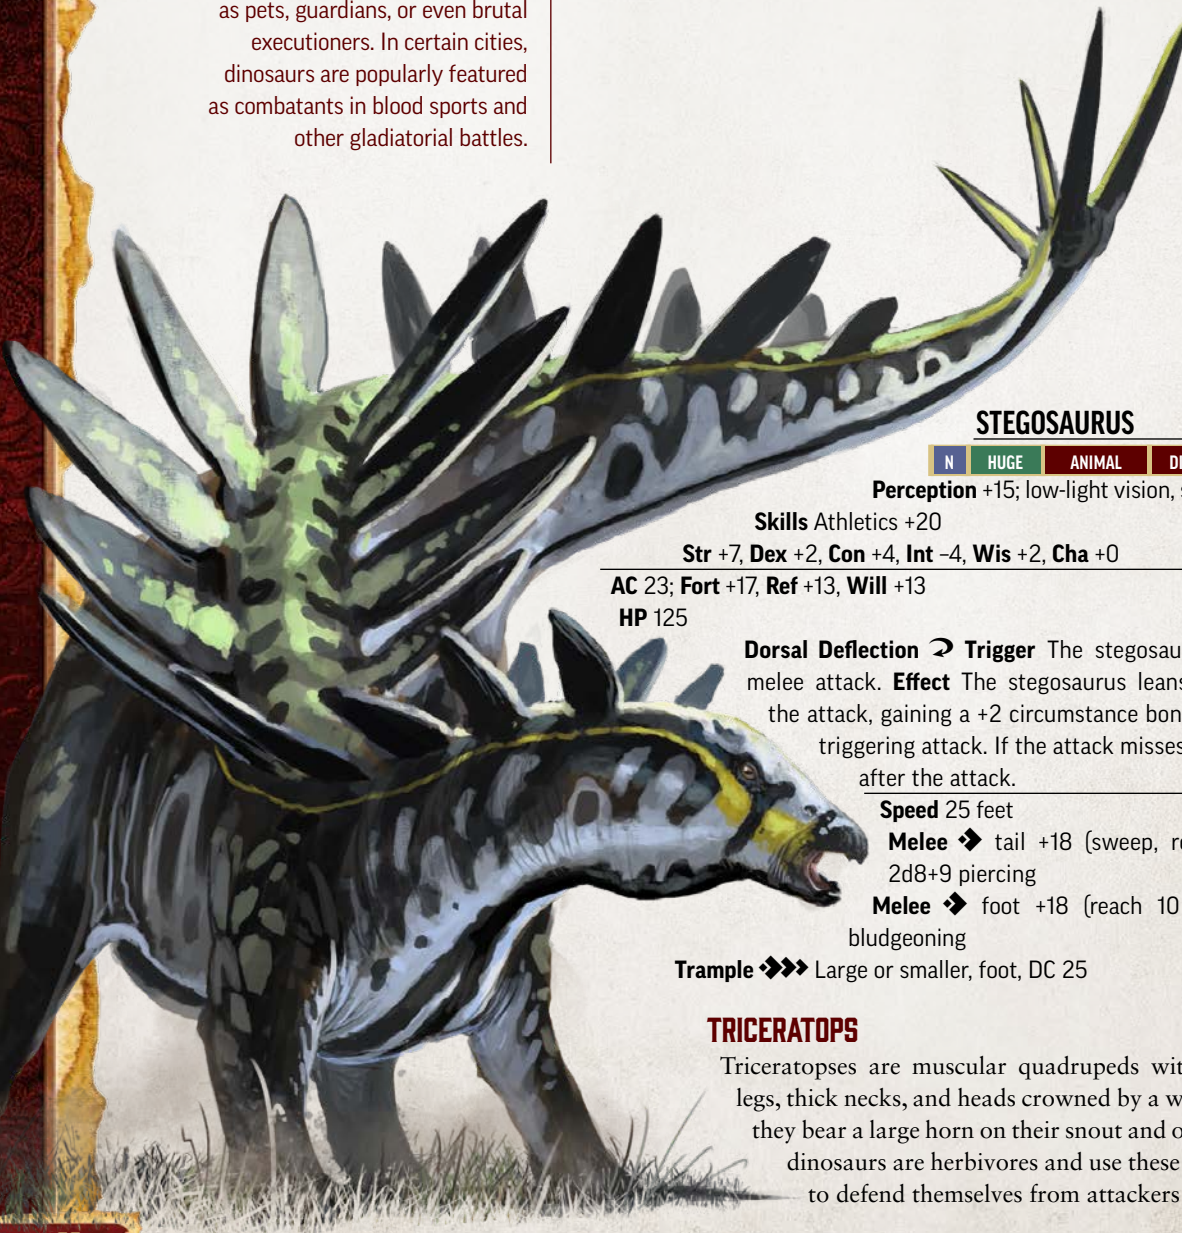 as pets, guardians, or even brutal
executioners. In certain cities,
dinosaurs are popularly featured
as combatants in blood sports and
other gladiatorial battles.
STEGOSAURUS
N HUGE ANIMAL
Perception +15; low-light vision,
Skills Athletics +20
Str +7, Dex +2, Con +4, Int –4, Wis +2, Cha +0
AC 23; Fort +17, Ref +13, Will +13
HP 125
Dorsal Deflection Trigger The stegosau
melee attack. Effect The stegosaurus leans
the attack, gaining a +2 circumstance bon
triggering attack. If the attack misses
after the attack.
Speed 25 feet
Melee tail +18 (sweep, re
2d8+9 piercing
Melee foot +18 (reach 10
bludgeoning
Trample Large or smaller, foot, DC 25
TRICERATOPS
Triceratopses are muscular quadrupeds wit
legs, thick necks, and heads crowned by a w
they bear a large horn on their snout and o
dinosaurs are herbivores and use these
to defend themselves from attackers